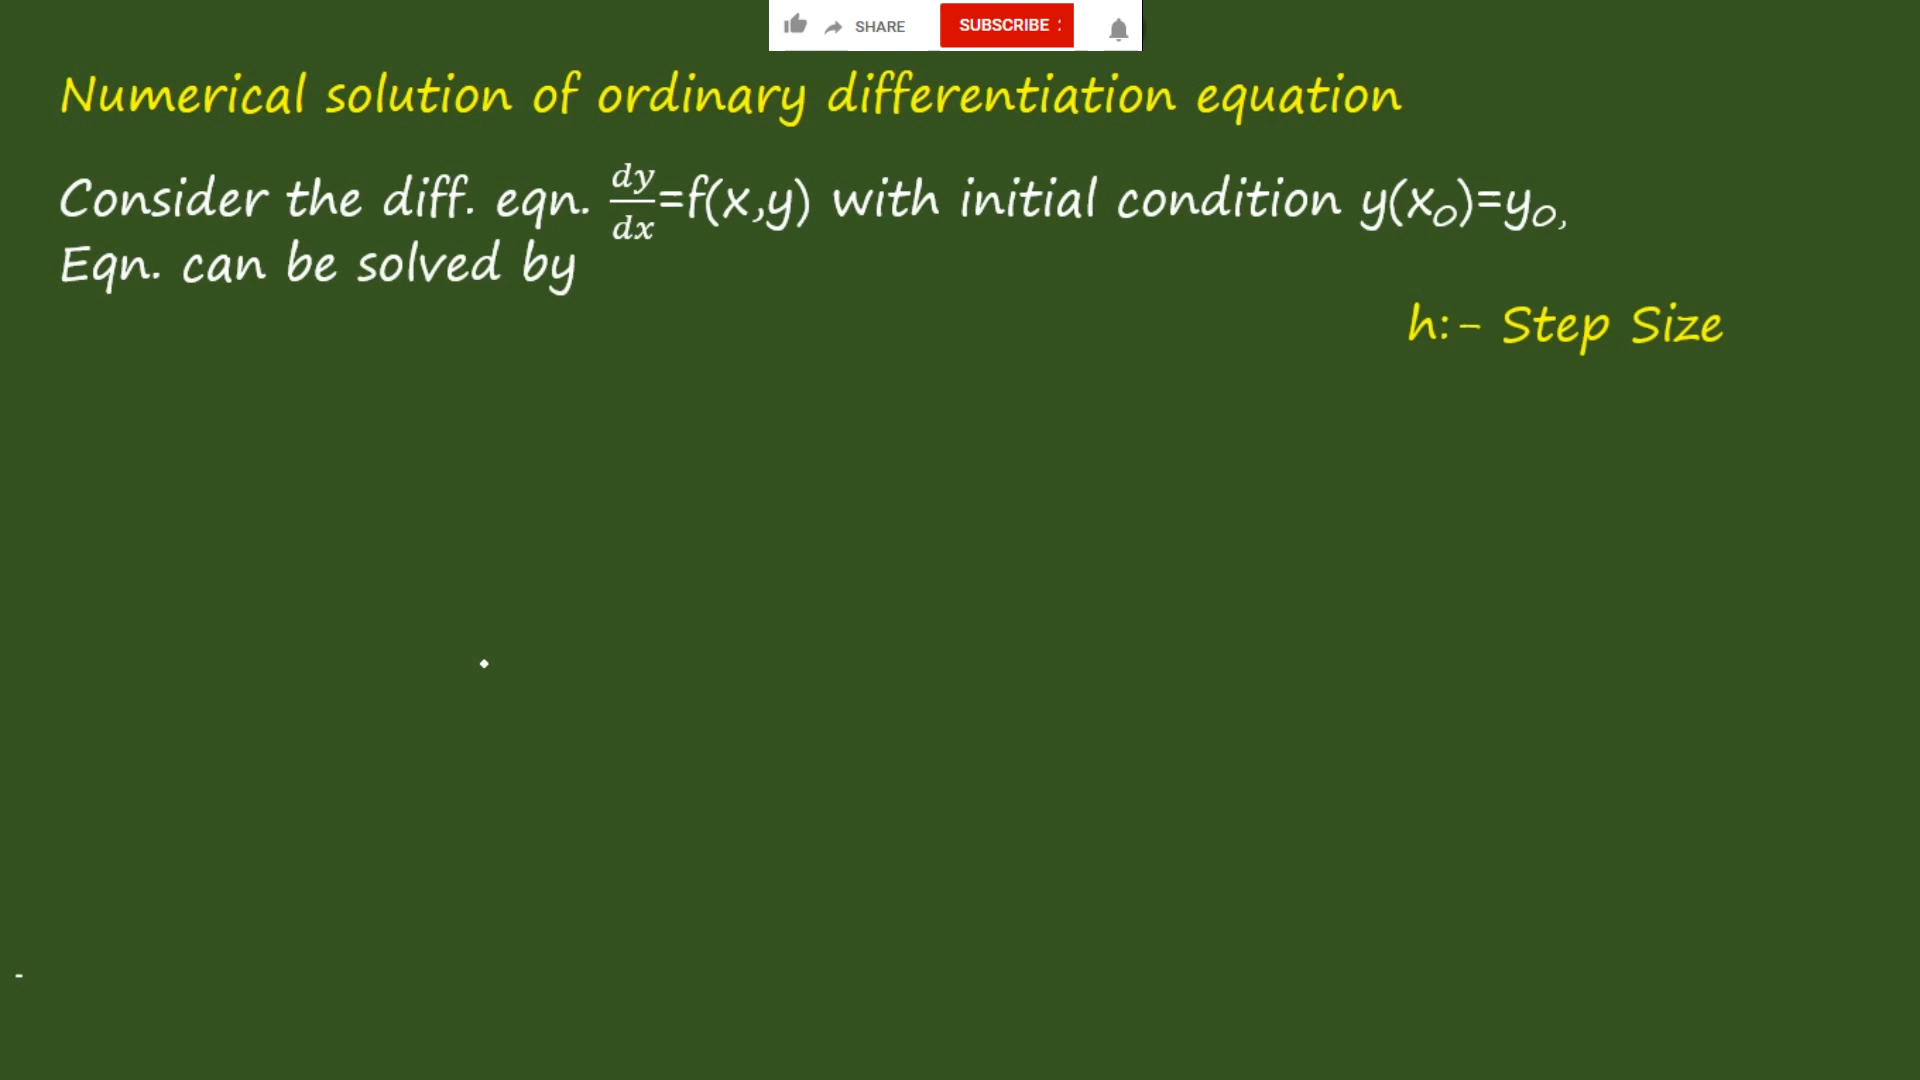 SHARE SUBSCRIBE :
Numerical solution of ordinary differentiation equation
Consider the diff. eqn. dy/dx=f(x,y) with initial condition y(x₀)=y₀,
Eqn. can be solved by
h:- Step Size